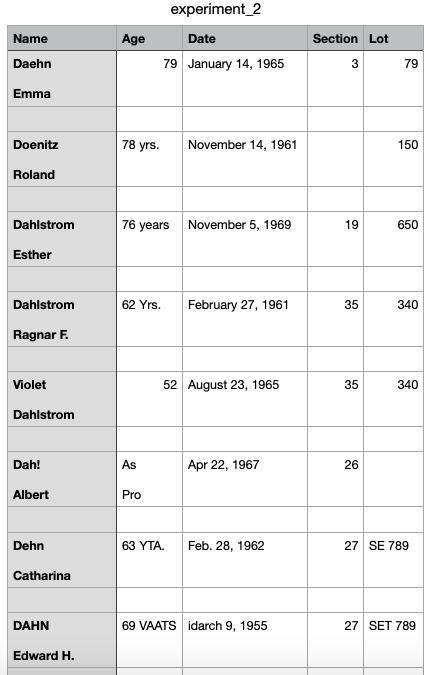 experiment_2
Name Age Date Section Lot
Daehn 79 January 14, 1965 3 79
Emma
Doenitz 78 yrs. November 14, 1961 150
Roland
Dahlstrom 76 years November 5, 1969 19 650
Esther
Dahlstrom 62 Yrs. February 27, 1961 35 340
Ragnar F.
Violet 52 August 23, 1965 35 340
Dahlstrom
Dah! As Apr 22, 1967 26
Albert Pro
Dehn 63 YTA. Feb. 28, 1962 27 SE 789
Catharina
DAHN 69 VAATS idarch 9, 1955 27 SET 789
Edward H.